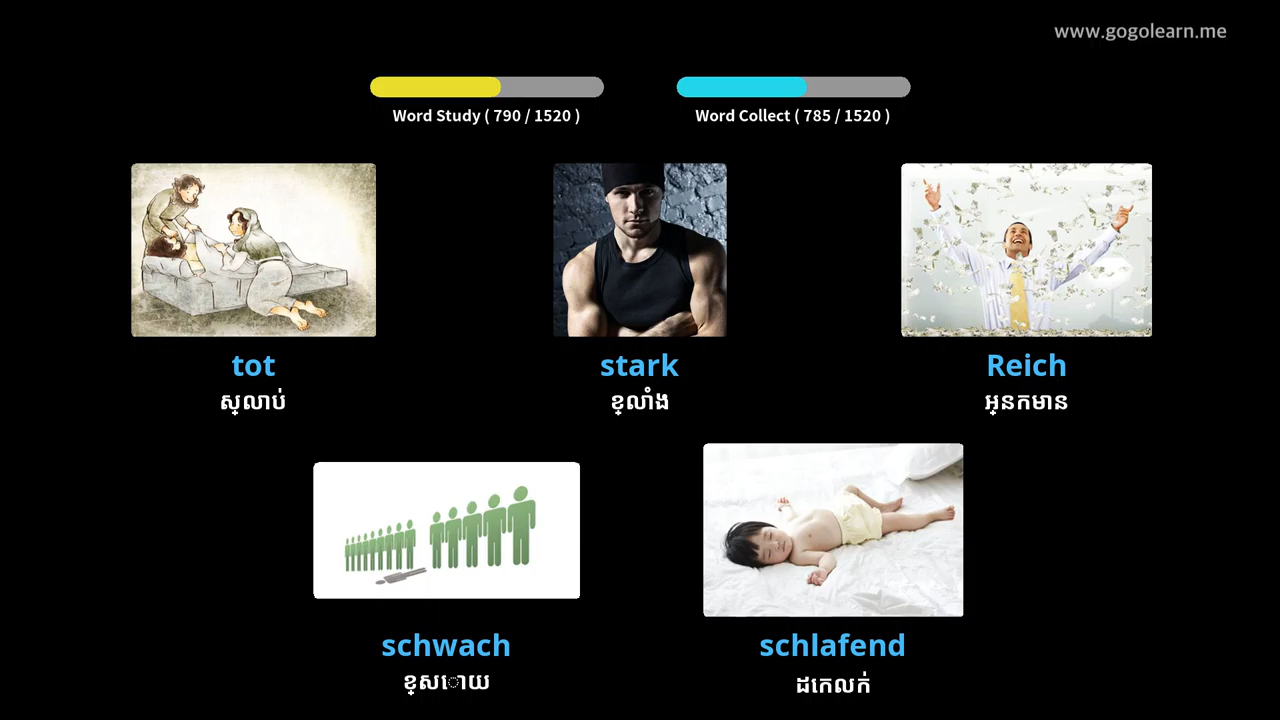 www.gogolearn.me
Word Study ( 790 / 1520 )
Word Collect ( 785 / 1520 )
tot
ស្លាប់
stark
ខ្លាំង
Reich
អ្នកមាន
schwach
ខ្សោយ
schlafend
ដេកលក់